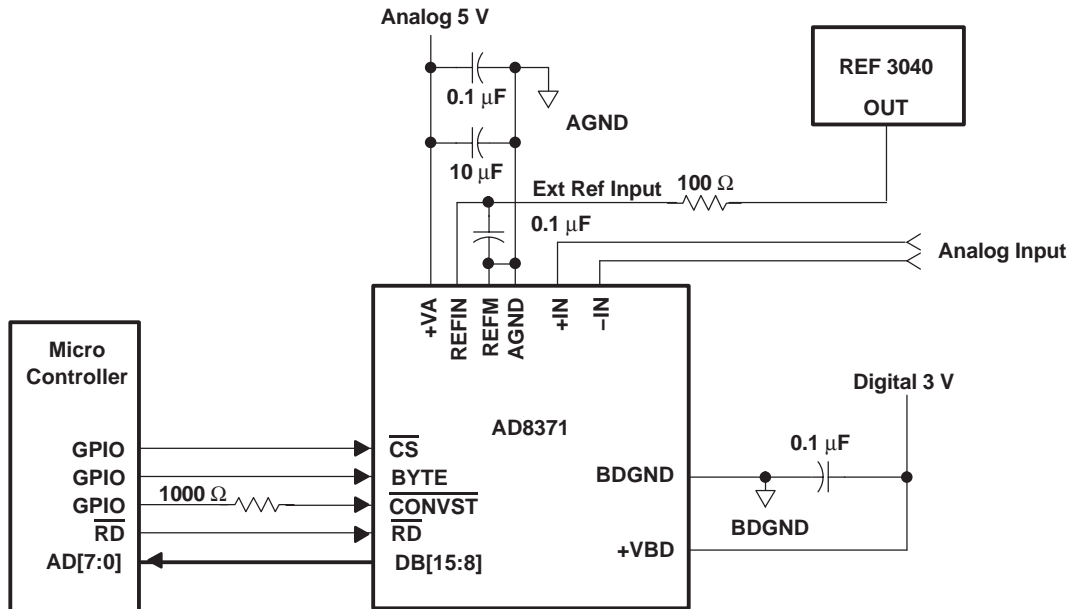 Analog 5 V
0.1 µF
AGND
10 µF
REF 3040
OUT
Ext Ref Input
100 Ω
0.1 µF
Analog Input
+VA
REFIN
REFM
AGND
+IN
−IN
Micro
Controller
GPIO
GPIO
GPIO
RD
AD[7:0]
1000 Ω
AD8371
CS
BYTE
CONVST
RD
DB[15:8]
BDGND
+VBD
Digital 3 V
0.1 µF
BDGND